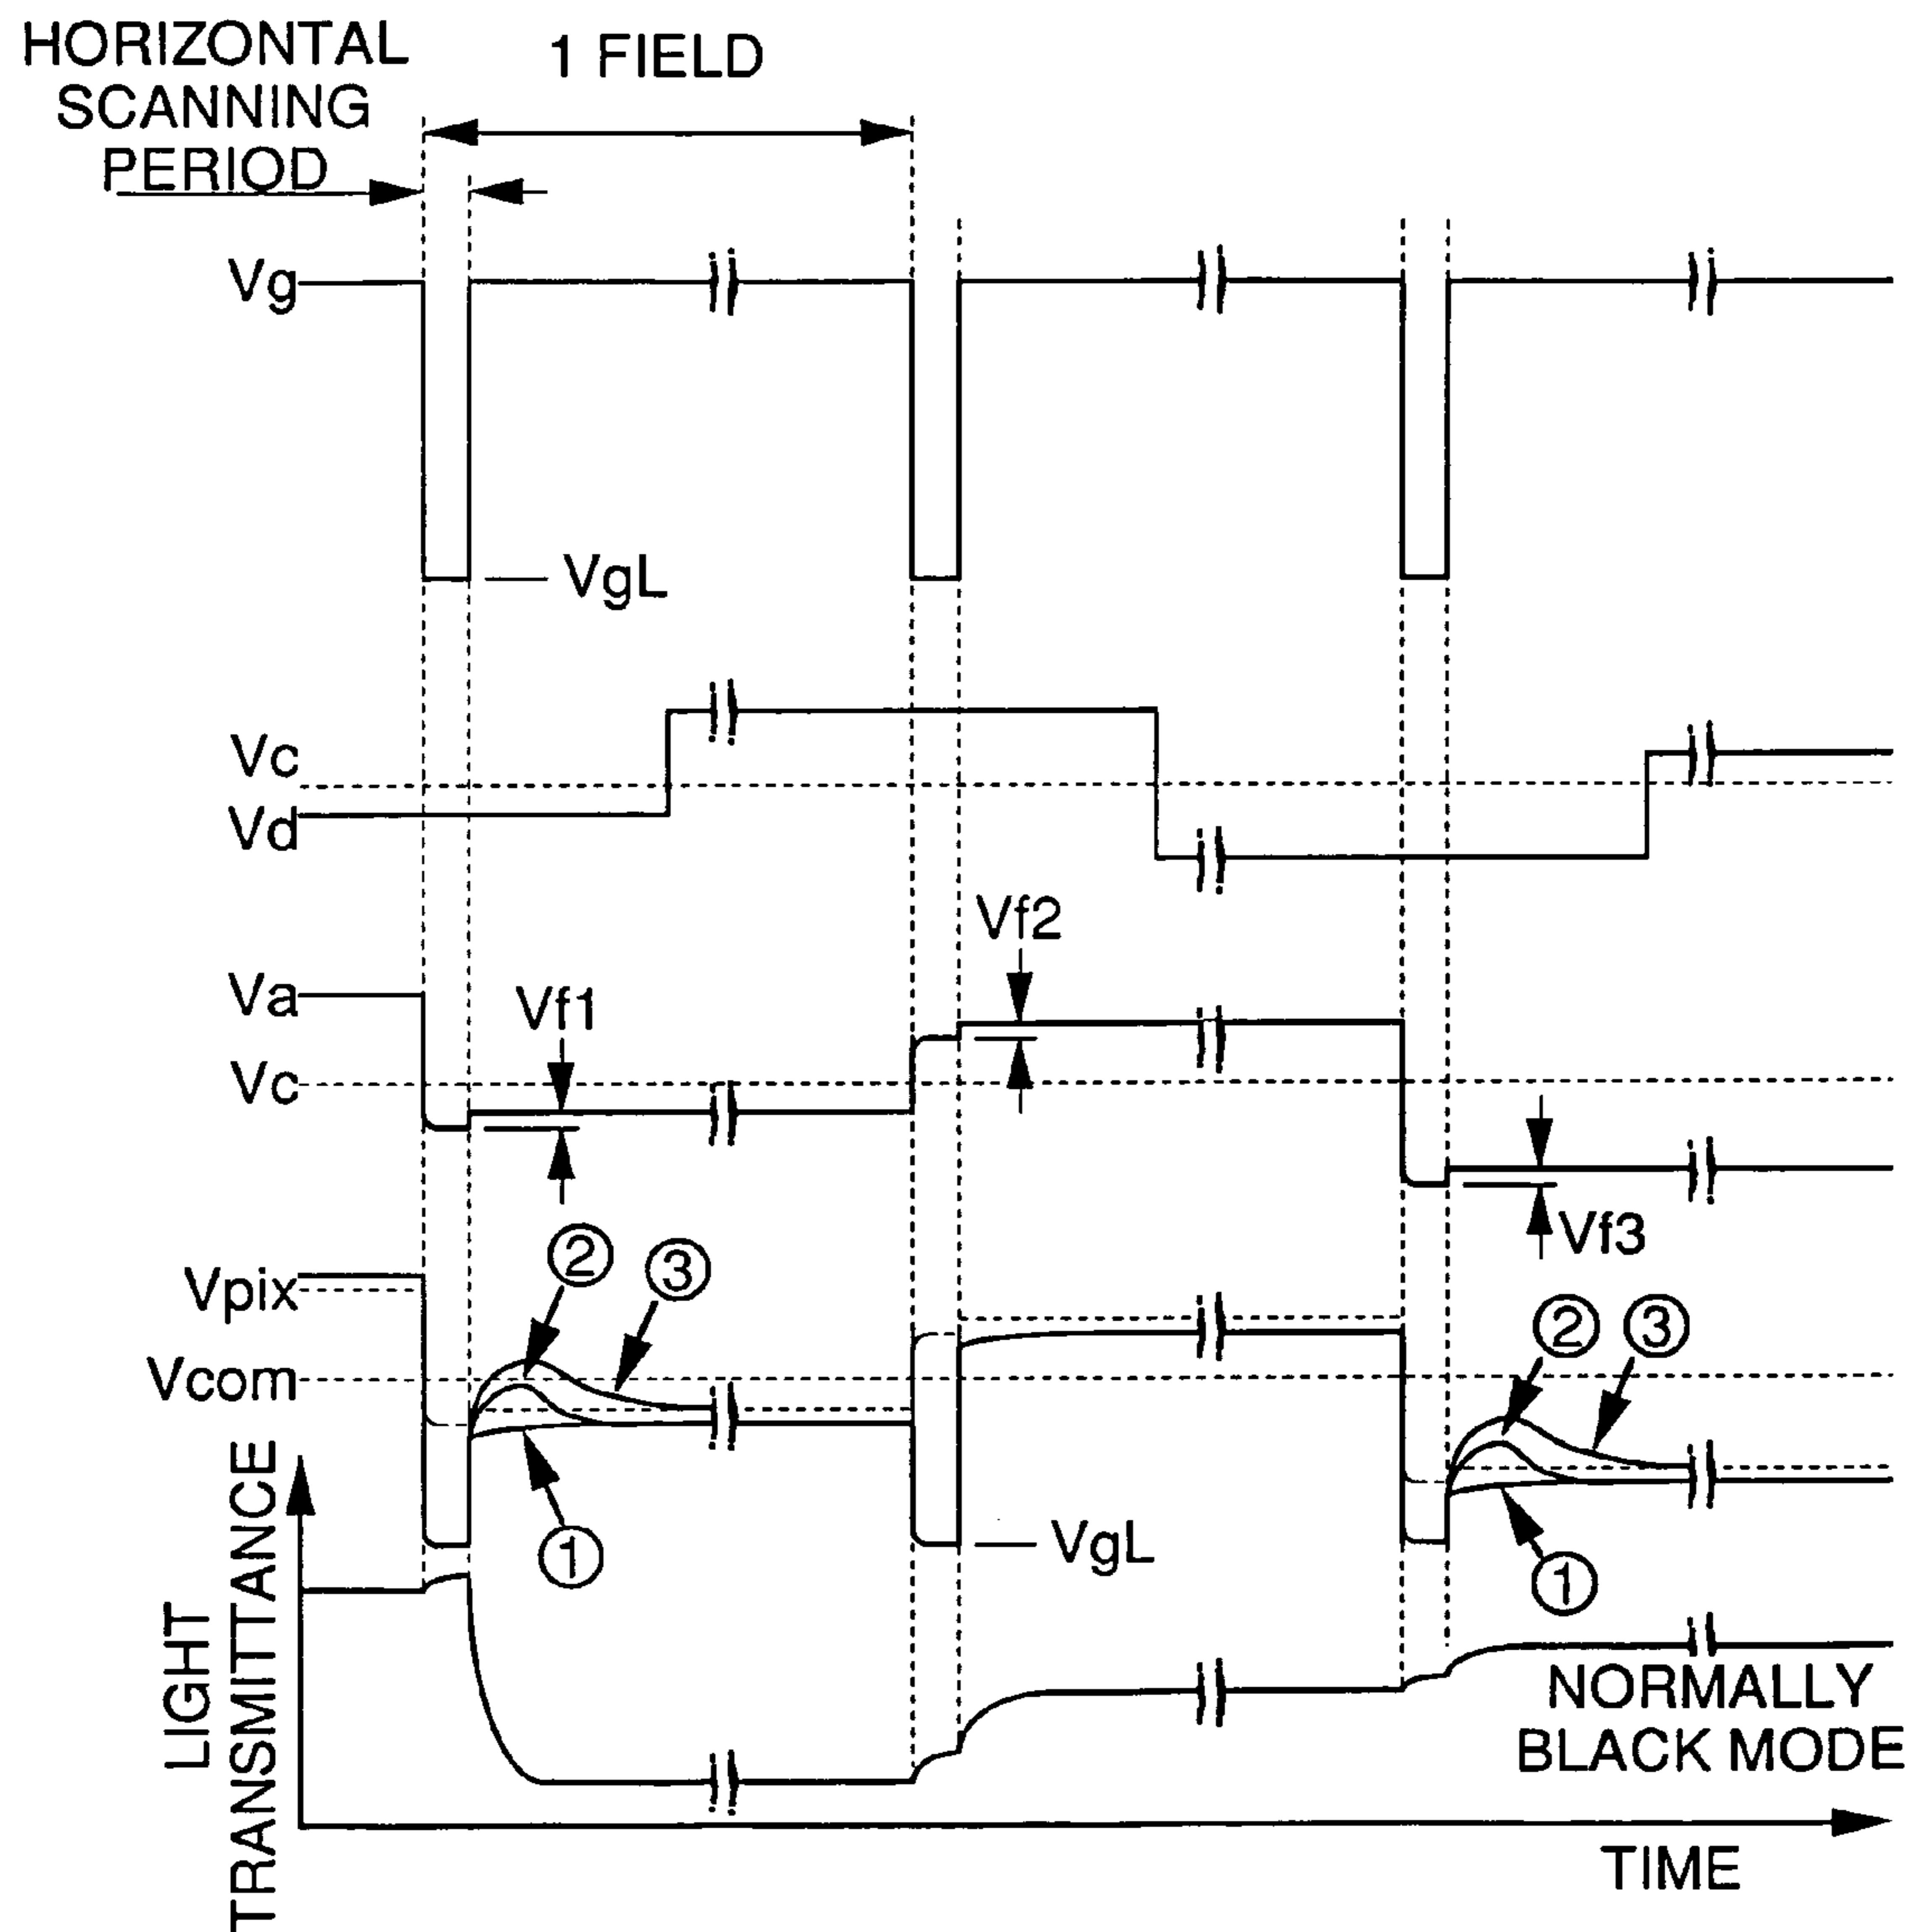 HORIZONTAL
SCANNING
PERIOD
1 FIELD
Vg
VgL
Vc
Vd
Vf2
Va
Vf1
Vc
Vf3
②
③
Vpix
②
③
Vcom
①
VgL
①
LIGHT
TRANSMITTANCE
NORMALLY
BLACK MODE
TIME